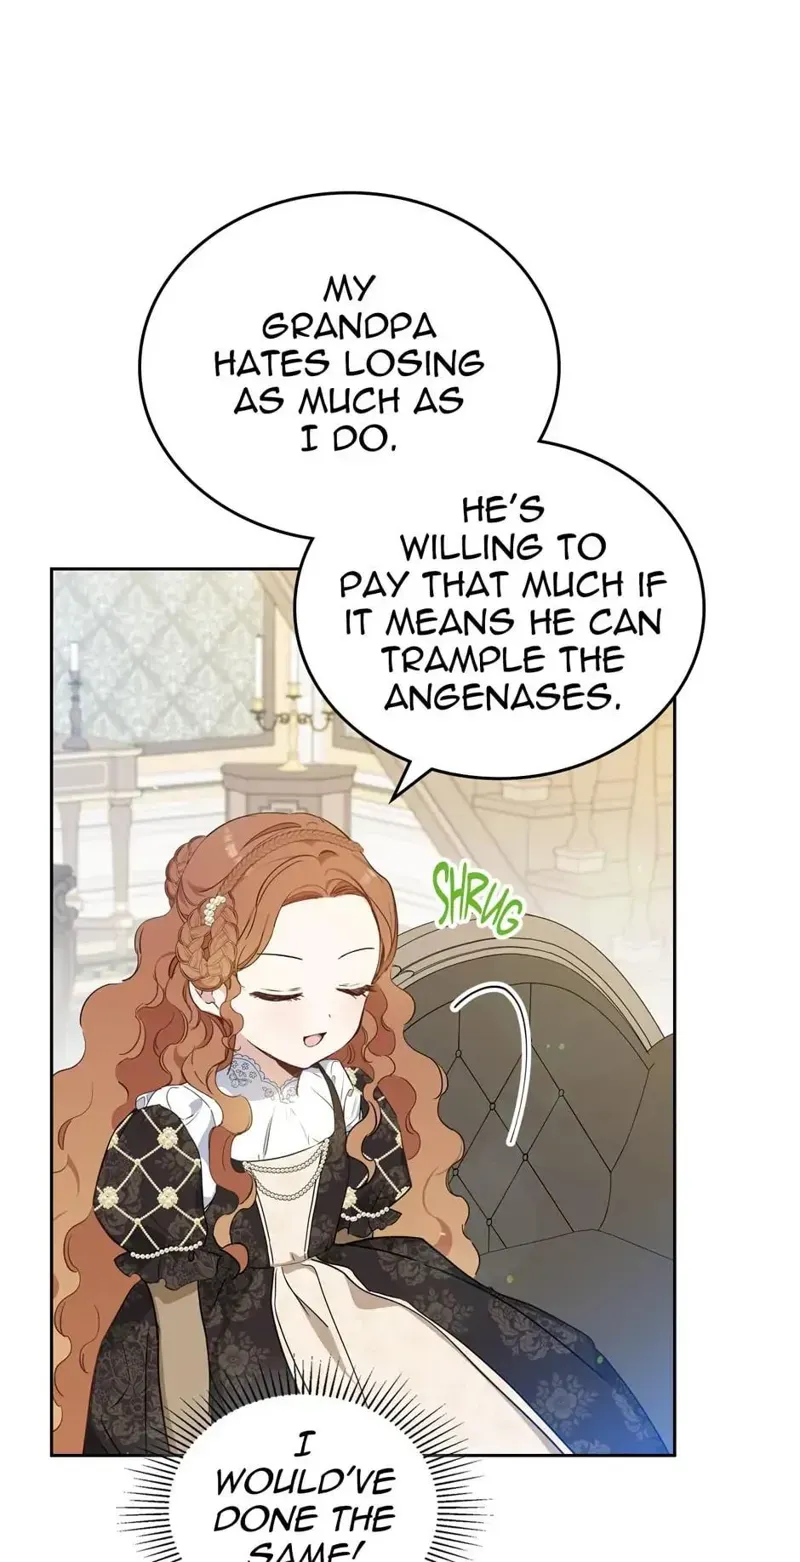 MY
GRANDPA
HATES LOSING
AS MUCH AS
I DO.
HE'S
WILLING TO
PAY THAT MUCH IF
IT MEANS HE CAN
TRAMPLE THE
ANGENASES.
SHRUG
I
WOULD'VE
DONE THE
SAME!